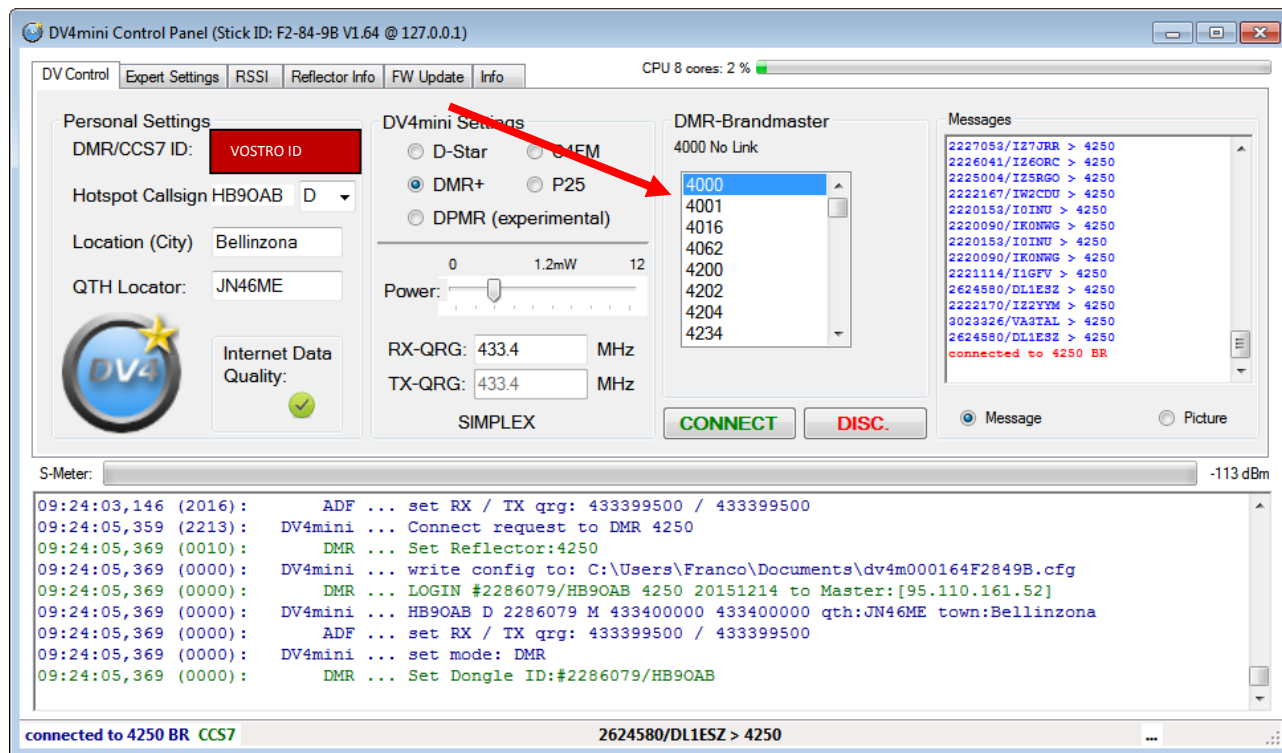 DV4mini Control Panel (Stick ID: F2-84-9B V1.64 @ 127.0.0.1)
DV Control Expert Settings RSSI Reflector Info FW Update Info
CPU 8 cores: 2 %
Personal Settings
DMR/CCS7 ID: VOSTRO ID
Hotspot Callsign HB9OAB D
Location (City) Bellinzona
QTH Locator: JN46ME
DV4
Internet Data
Quality:
DV4mini Settings
D-Star
DMR+ P25
DPMR (experimental)
0 1.2mW 12
Power:
RX-QRG: 433.4 MHz
TX-QRG: 433.4 MHz
SIMPLEX
DMR-Brandmaster
4000 No Link
4000
4001
4016
4062
4200
4202
4204
4234
CONNECT DISC.
Messages
2227053/IZ7JRR > 4250
2226041/IZ6ORC > 4250
2225004/IZ5RGO > 4250
2222167/IW2CDU > 4250
2220153/I0INU > 4250
2220090/IK0NWG > 4250
2220153/I0INU > 4250
2220090/IK0NWG > 4250
2221114/I1GFV > 4250
2624580/DL1ESZ > 4250
2222170/IZ2YYM > 4250
3023326/VA3TAL > 4250
2624580/DL1ESZ > 4250
connected to 4250 BR
Message Picture
S-Meter: -113 dBm
09:24:03,146 (2016): ADF ... set RX / TX qrg: 433399500 / 433399500
09:24:05,359 (2213): DV4mini ... Connect request to DMR 4250
09:24:05,369 (0010): DMR ... Set Reflector:4250
09:24:05,369 (0000): DV4mini ... write config to: C:\Users\Franco\Documents\dv4m000164F2849B.cfg
09:24:05,369 (0000): DMR ... LOGIN #2286079/HB9OAB 4250 20151214 to Master:[95.110.161.52]
09:24:05,369 (0000): DV4mini ... HB9OAB D 2286079 M 433400000 433400000 qth:JN46ME town:Bellinzona
09:24:05,369 (0000): ADF ... set RX / TX qrg: 433399500 / 433399500
09:24:05,369 (0000): DV4mini ... set mode: DMR
09:24:05,369 (0000): DMR ... Set Dongle ID:#2286079/HB9OAB
connected to 4250 BR CCS7 2624580/DL1ESZ > 4250 ...